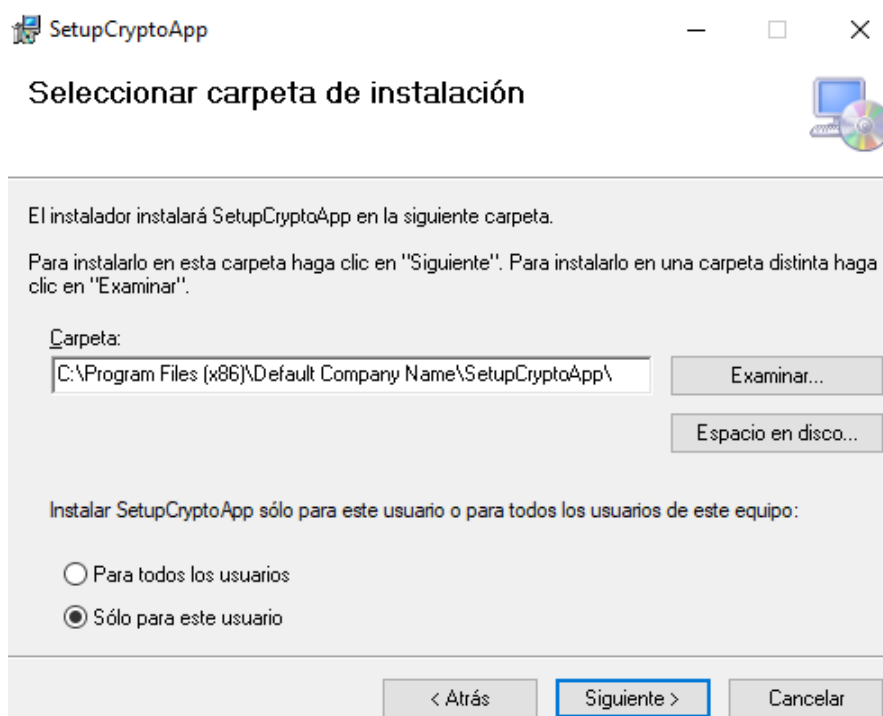 SetupCryptoApp
Seleccionar carpeta de instalación
El instalador instalará SetupCryptoApp en la siguiente carpeta.
Para instalarlo en esta carpeta haga clic en "Siguiente". Para instalarlo en una carpeta distinta haga
clic en "Examinar".
Carpeta:
C:\Program Files (x86)\Default Company Name\SetupCryptoApp\
Examinar...
Espacio en disco...
Instalar SetupCryptoApp sólo para este usuario o para todos los usuarios de este equipo:
Para todos los usuarios
Sólo para este usuario
< Atrás
Siguiente >
Cancelar